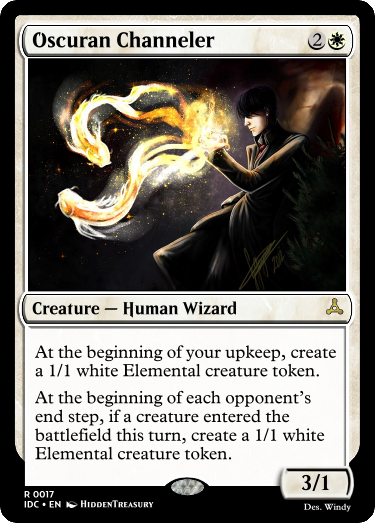 Oscuran Channeler
2
Creature — Human Wizard
At the beginning of your upkeep, create
a 1/1 white Elemental creature token.
At the beginning of each opponent's
end step, if a creature entered the
battlefield this turn, create a 1/1 white
Elemental creature token.
3/1
R 0017
IDC • EN HiddenTreasury
Des. Windy